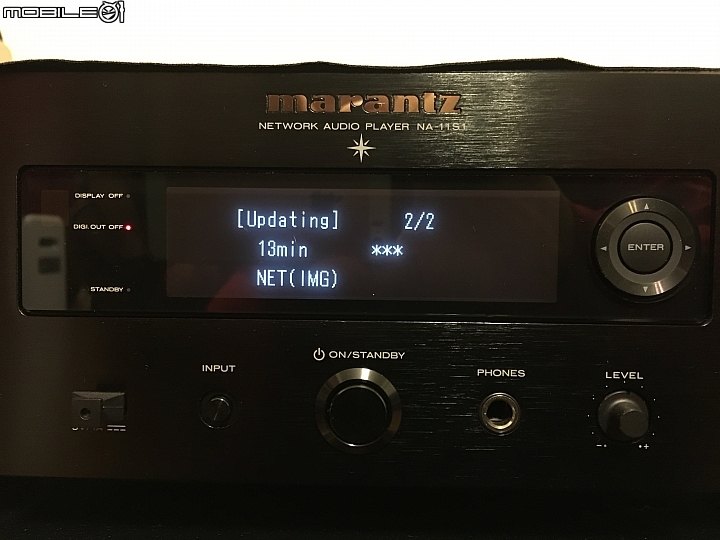 MOBILE01
marantz
NETWORK AUDIO PLAYER NA-11S1
DISPLAY OFF
[Updating] 2/2
DIGI.OUT OFF
13min ***
ENTER
NET(IMG)
STANDBY
ON/STANDBY
INPUT
PHONES
LEVEL
- +